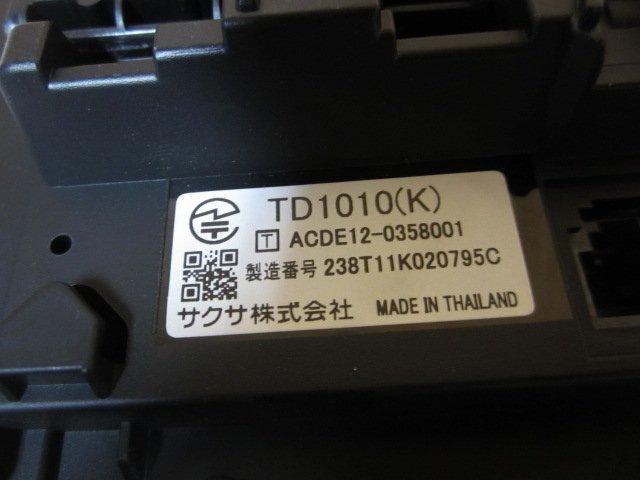 TD1010(K)
T ACDE12-0358001
製造番号 238T11K020795C
サクサ株式会社 MADE IN THAILAND